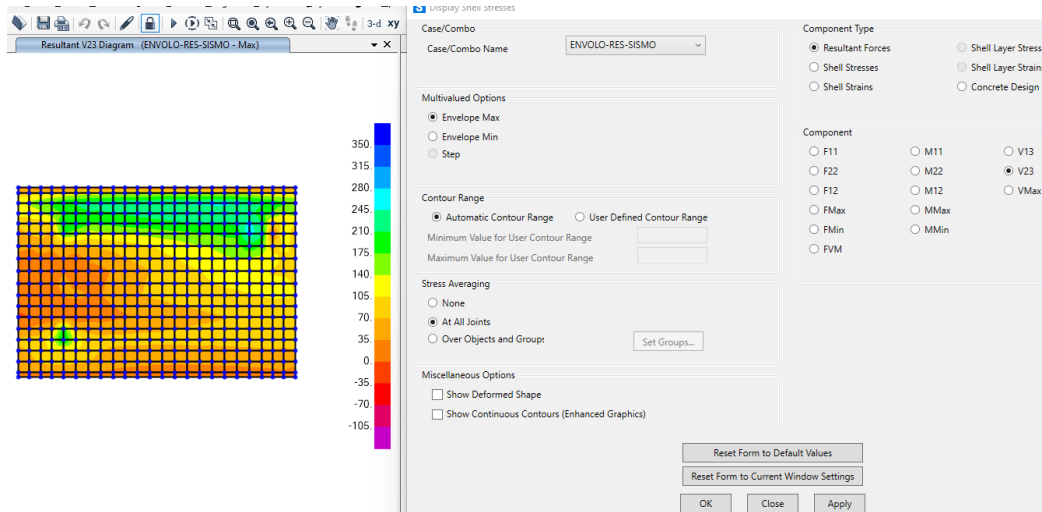 3-d xy
Resultant V23 Diagram (ENVOLO-RES-SISMO - Max)
350.
315.
280.
245.
210.
175.
140.
105.
70.
35.
0.
-35.
-70.
-105.
S Display Shell Stresses
Case/Combo
Case/Combo Name
ENVOLO-RES-SISMO
Multivalued Options
Envelope Max
Envelope Min
Step
Contour Range
Automatic Contour Range
User Defined Contour Range
Minimum Value for User Contour Range
Maximum Value for User Contour Range
Stress Averaging
None
At All Joints
Over Objects and Groups
Set Groups...
Miscellaneous Options
Show Deformed Shape
Show Continuous Contours (Enhanced Graphics)
Component Type
Resultant Forces
Shell Layer Stress
Shell Stresses
Shell Layer Strains
Shell Strains
Concrete Design
Component
F11
M11
V13
F22
M22
V23
F12
M12
VMax
FMax
MMax
FMin
MMin
FVM
Reset Form to Default Values
Reset Form to Current Window Settings
OK
Close
Apply